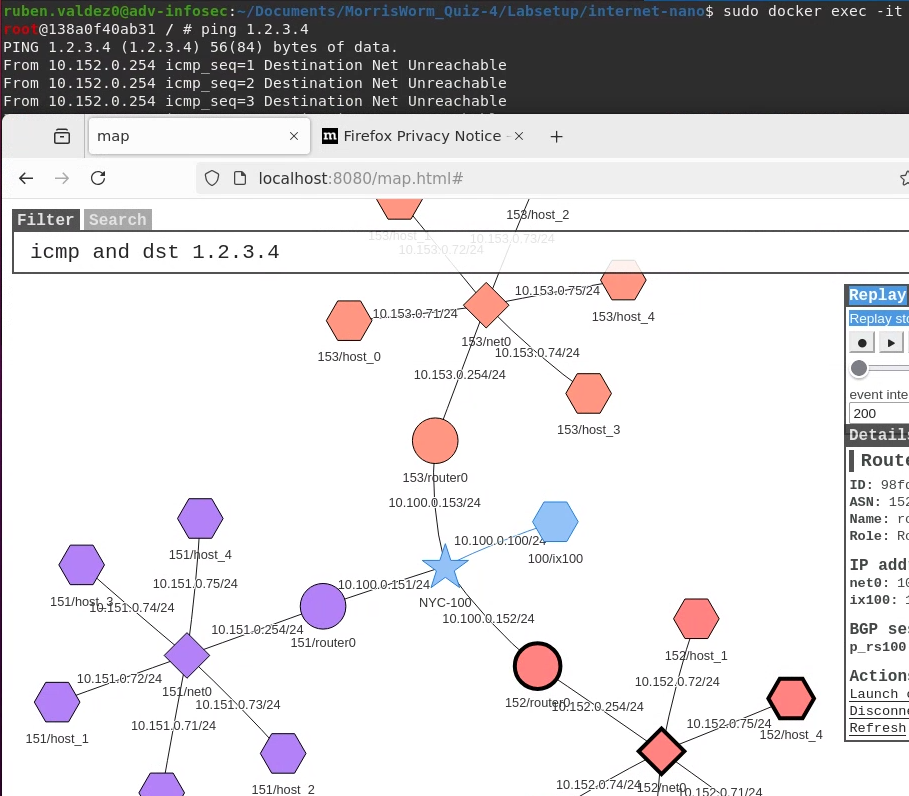 ruben.valdez0@adv-infosec:~/Documents/MorrisWorm_Quiz-4/Labsetup/internet-nano$ sudo docker exec -it
root@138a0f40ab31 / # ping 1.2.3.4
PING 1.2.3.4 (1.2.3.4) 56(84) bytes of data.
From 10.152.0.254 icmp_seq=1 Destination Net Unreachable
From 10.152.0.254 icmp_seq=2 Destination Net Unreachable
From 10.152.0.254 icmp_seq=3 Destination Net Unreachable
map
Firefox Privacy Notice -
localhost:8080/map.html#
Filter Search
icmp and dst 1.2.3.4
153/host_2
153/host_1
10.153.0.73/24
10.153.0.72/24
10.153.0.75/24
10.153.0.71/24
153/host_4
153/net0
153/host_0
10.153.0.74/24
10.153.0.254/24
153/host_3
153/router0
10.100.0.153/24
10.100.0.100/24
100/ix100
151/host_4
10.151.0.75/24
10.100.0.151/24
151/host_3
10.151.0.74/24
NYC-100
10.100.0.152/24
10.151.0.254/24
151/router0
152/host_1
10.151.0.72/24
10.152.0.72/24
151/net0
10.151.0.73/24
152/router0
10.152.0.254/24
10.151.0.71/24
10.152.0.75/24
151/host_1
152/host_4
151/host_2
10.152.0.74/24
152/net0
10.152.0.71/24
Replay
Replay sto
event inte
200
Details
Route
ID: 98fc
ASN: 152
Name: ro
Role: Ro
IP add
net0: 10
ix100: 1
BGP ses
p_rs100
Actions
Launch c
Disconne
Refresh